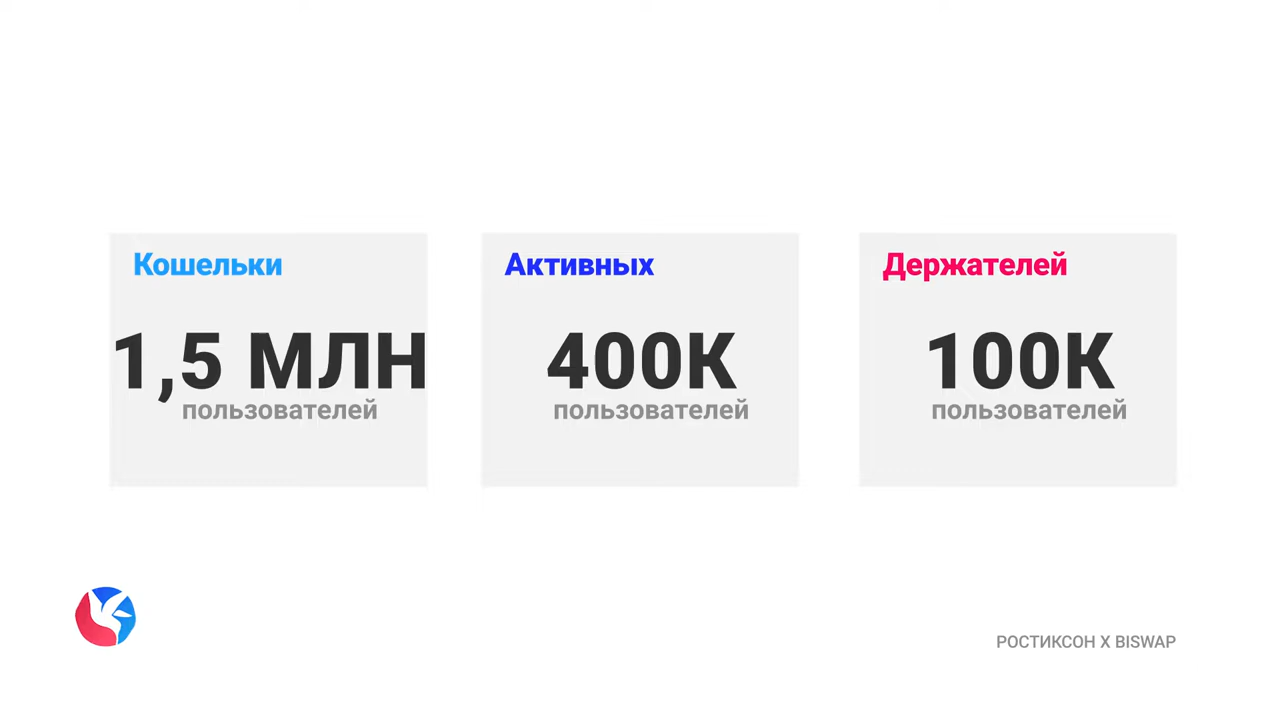 Кошельки
1,5 МЛН
пользователей
Активных
400К
пользователей
Держателей
100К
пользователей
РОСТИКСОН X BISWAP